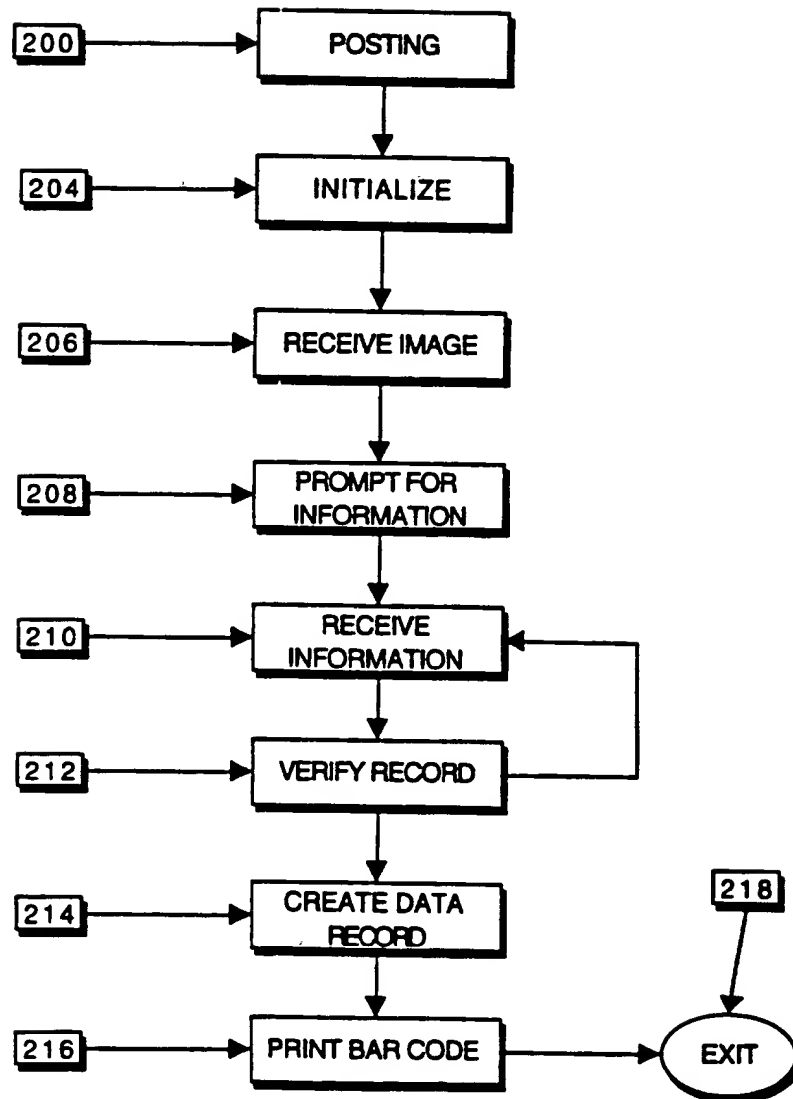 200
POSTING
204
INITIALIZE
206
RECEIVE IMAGE
208
PROMPT FOR
INFORMATION
210
RECEIVE
INFORMATION
212
VERIFY RECORD
214
CREATE DATA
RECORD
218
216
PRINT BAR CODE
EXIT